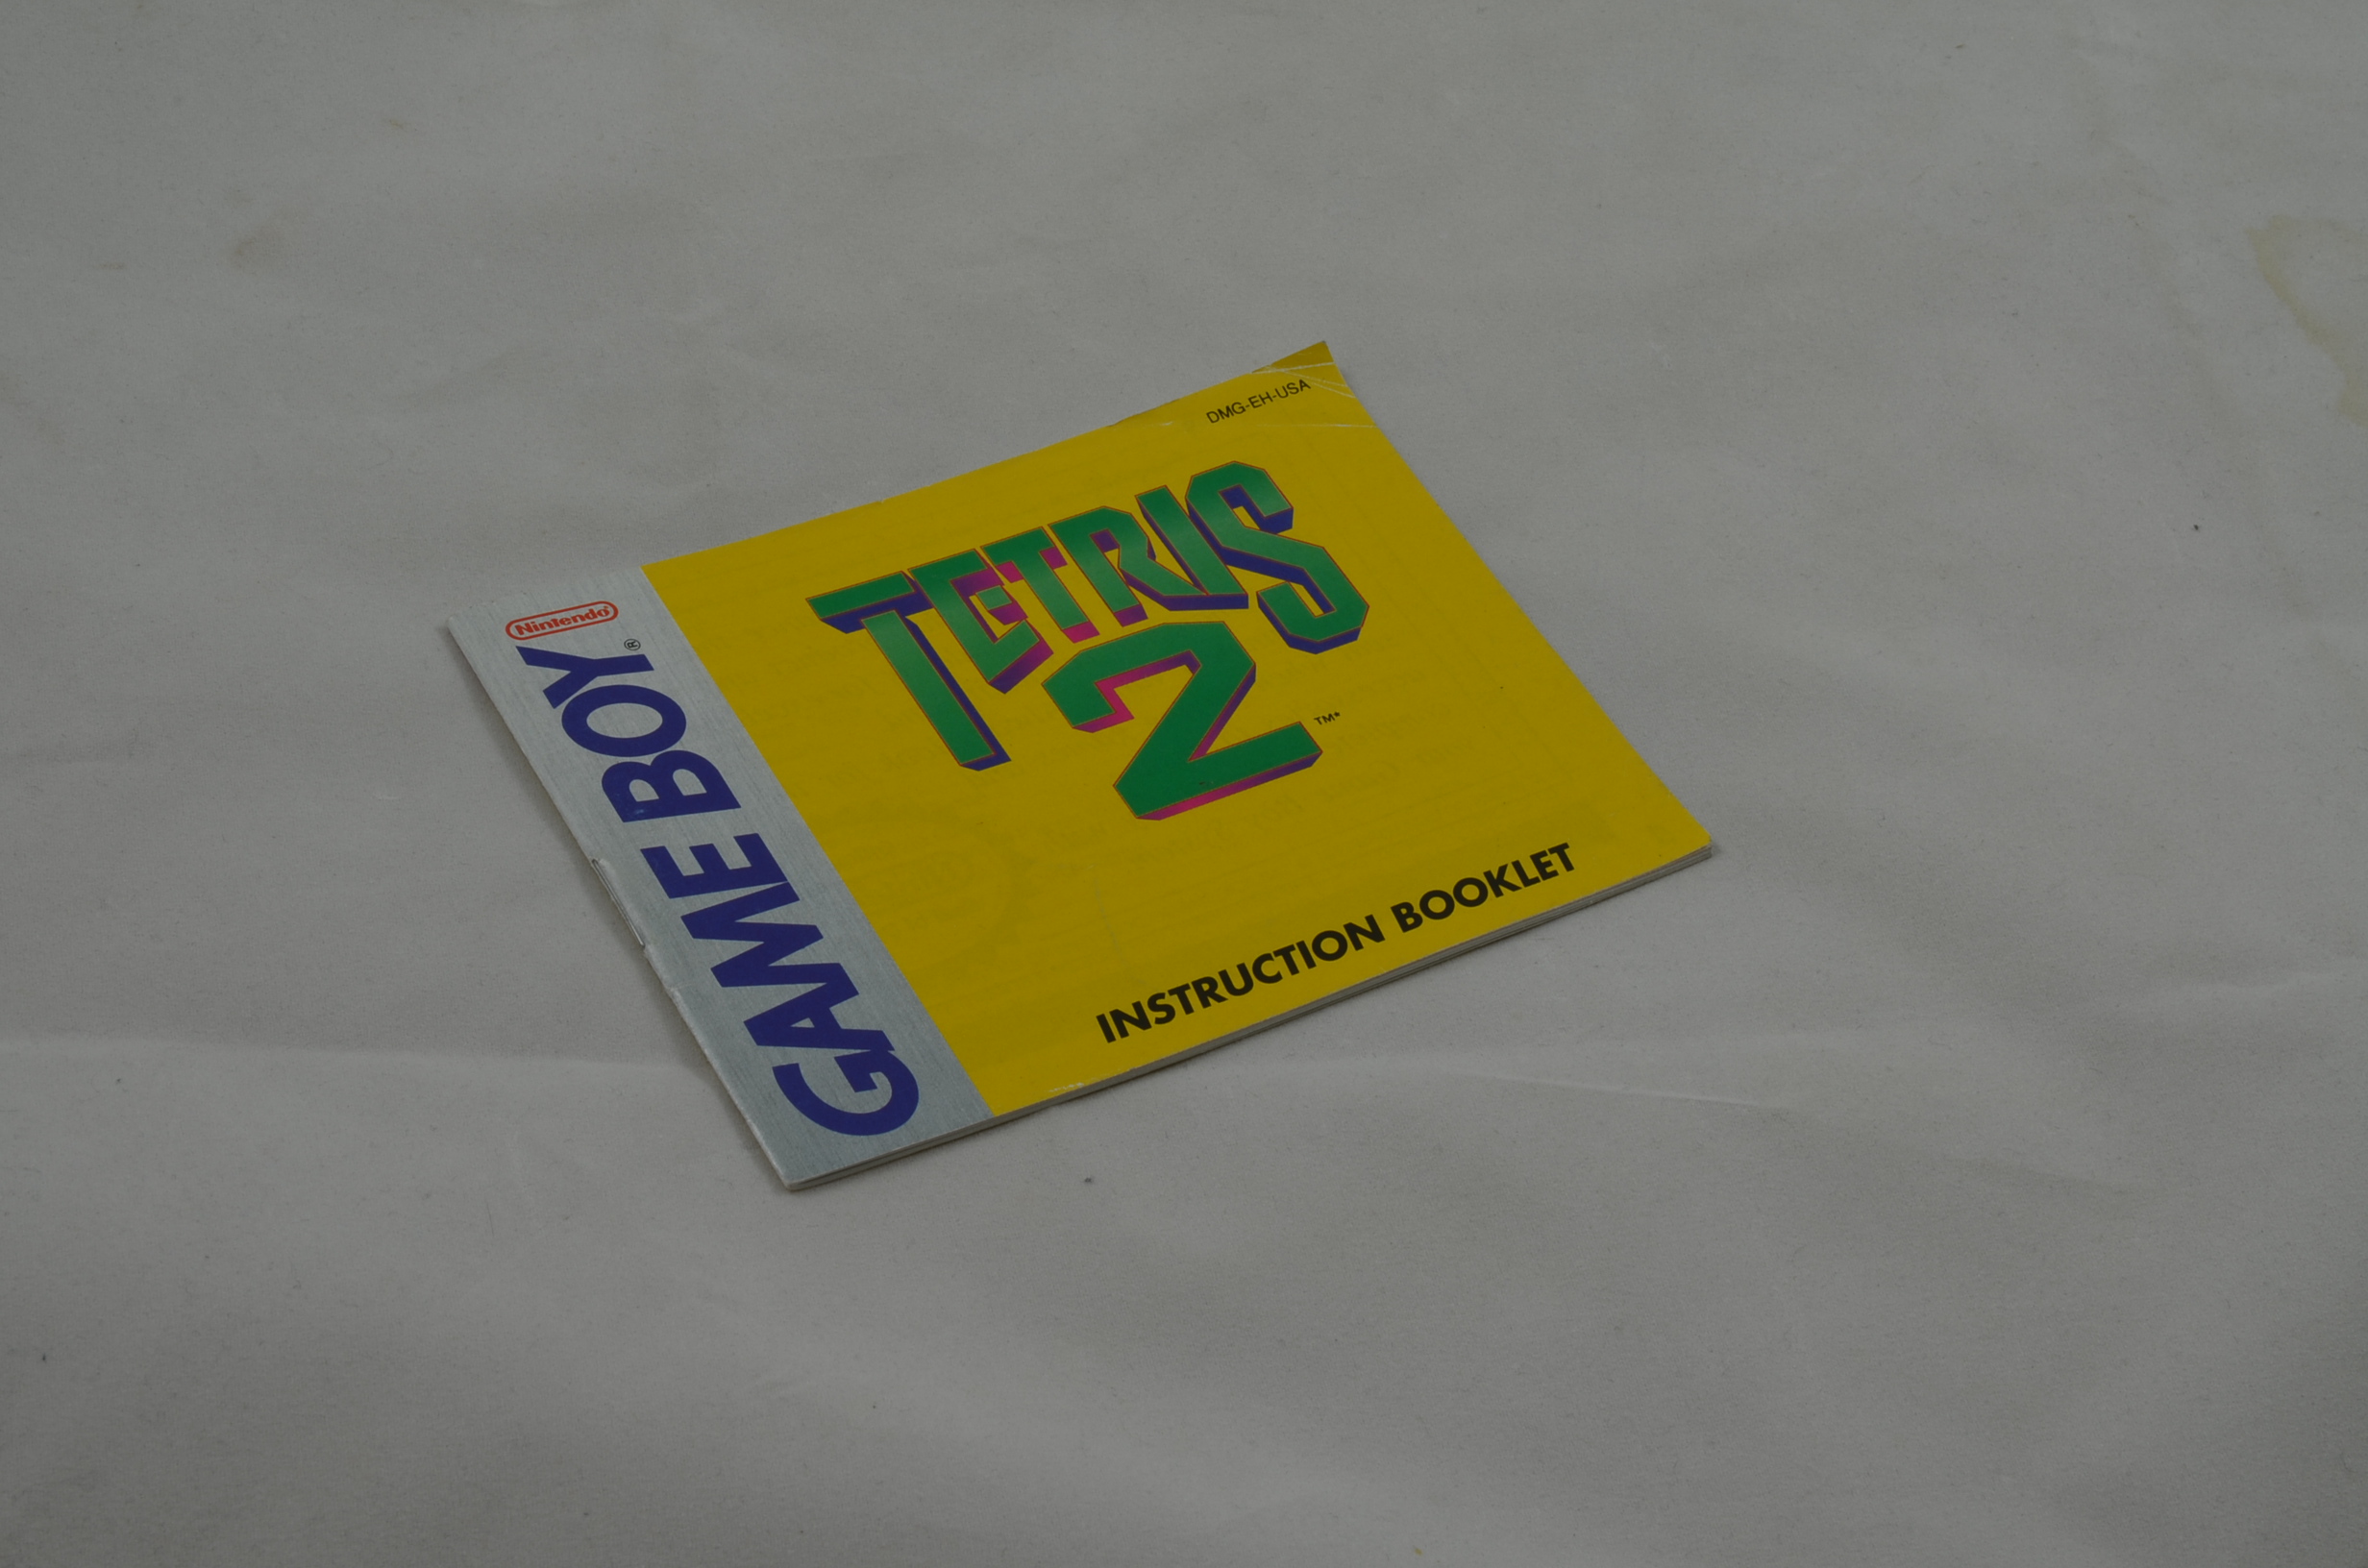 DMG-EH-USA
Nintendo®
GAME BOY®
TETRIS
2
™*
INSTRUCTION BOOKLET